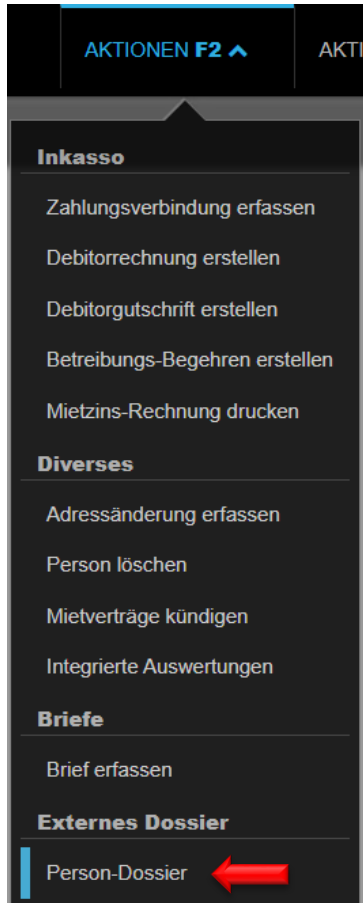 AKTIONEN F2 AKTI
Inkasso
Zahlungsverbindung erfassen
Debitorrechnung erstellen
Debitorgutschrift erstellen
Betreibungs-Begehren erstellen
Mietzins-Rechnung drucken
Diverses
Adressänderung erfassen
Person löschen
Mietverträge kündigen
Integrierte Auswertungen
Briefe
Brief erfassen
Externes Dossier
Person-Dossier